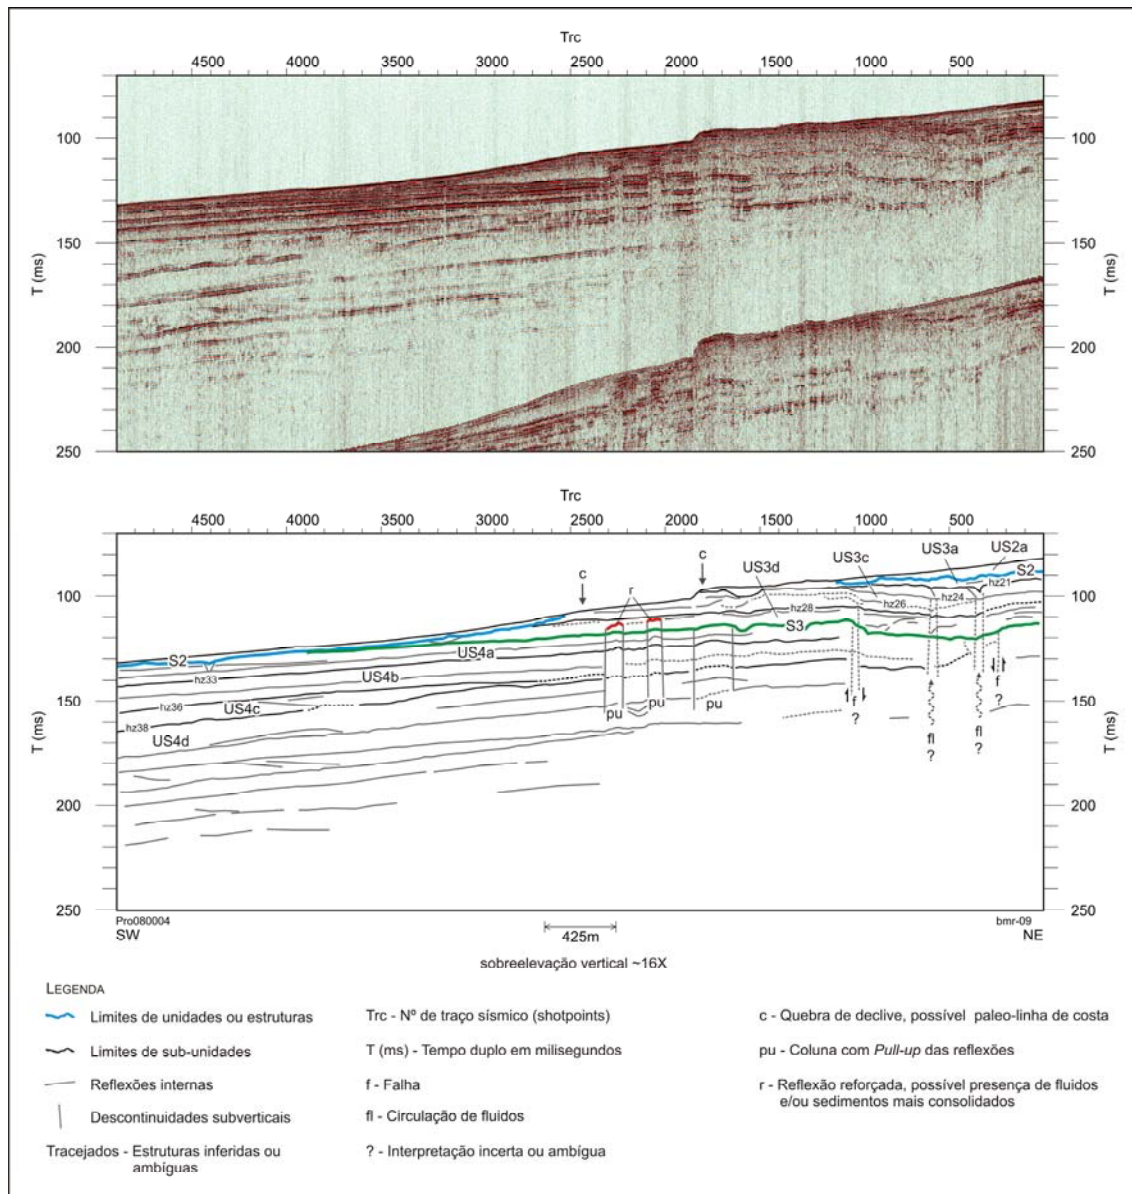 Trc
4500 4000 3500 3000 2500 2000 1500 1000 500
100 100
150 150
T (ms) T (ms)
200 200
250 250
Trc
4500 4000 3500 3000 2500 2000 1500 1000 500
c c US3d US3c US3a US2a
r S2
hz21
100 hz26 hz24 100
hz28
S3
S2 US4a
hz33 US4b
hz36 US4c f
150 hz38 pu pu pu f ? 150
US4d ? fl fl
? ?
T (ms) T (ms)
200 200
250 250
Pro080004 bmr-09
SW 425m NE
sobreelevação vertical ~16X
LEGENDA
Limites de unidades ou estruturas
Limites de sub-unidades
Reflexões internas
Descontinuidades subverticais
Tracejados - Estruturas inferidas ou
ambíguas
Trc - Nº de traço sísmico (shotpoints)
T (ms) - Tempo duplo em milisegundos
f - Falha
fl - Circulação de fluidos
? - Interpretação incerta ou ambígua
c - Quebra de declive, possível paleo-linha de costa
pu - Coluna com Pull-up das reflexões
r - Reflexão reforçada, possível presença de fluidos
e/ou sedimentos mais consolidados